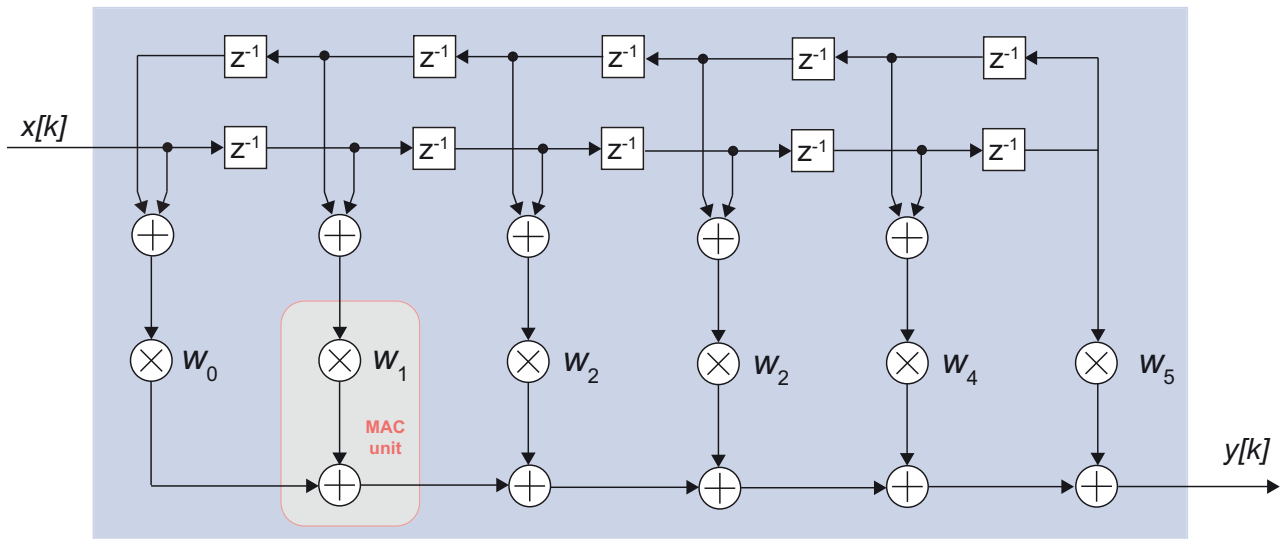 z⁻¹ z⁻¹ z⁻¹ z⁻¹ z⁻¹
x[k]
z⁻¹ z⁻¹ z⁻¹ z⁻¹ z⁻¹
w₀ w₁ w₂ w₂ w₄ w₅
MAC
unit
y[k]